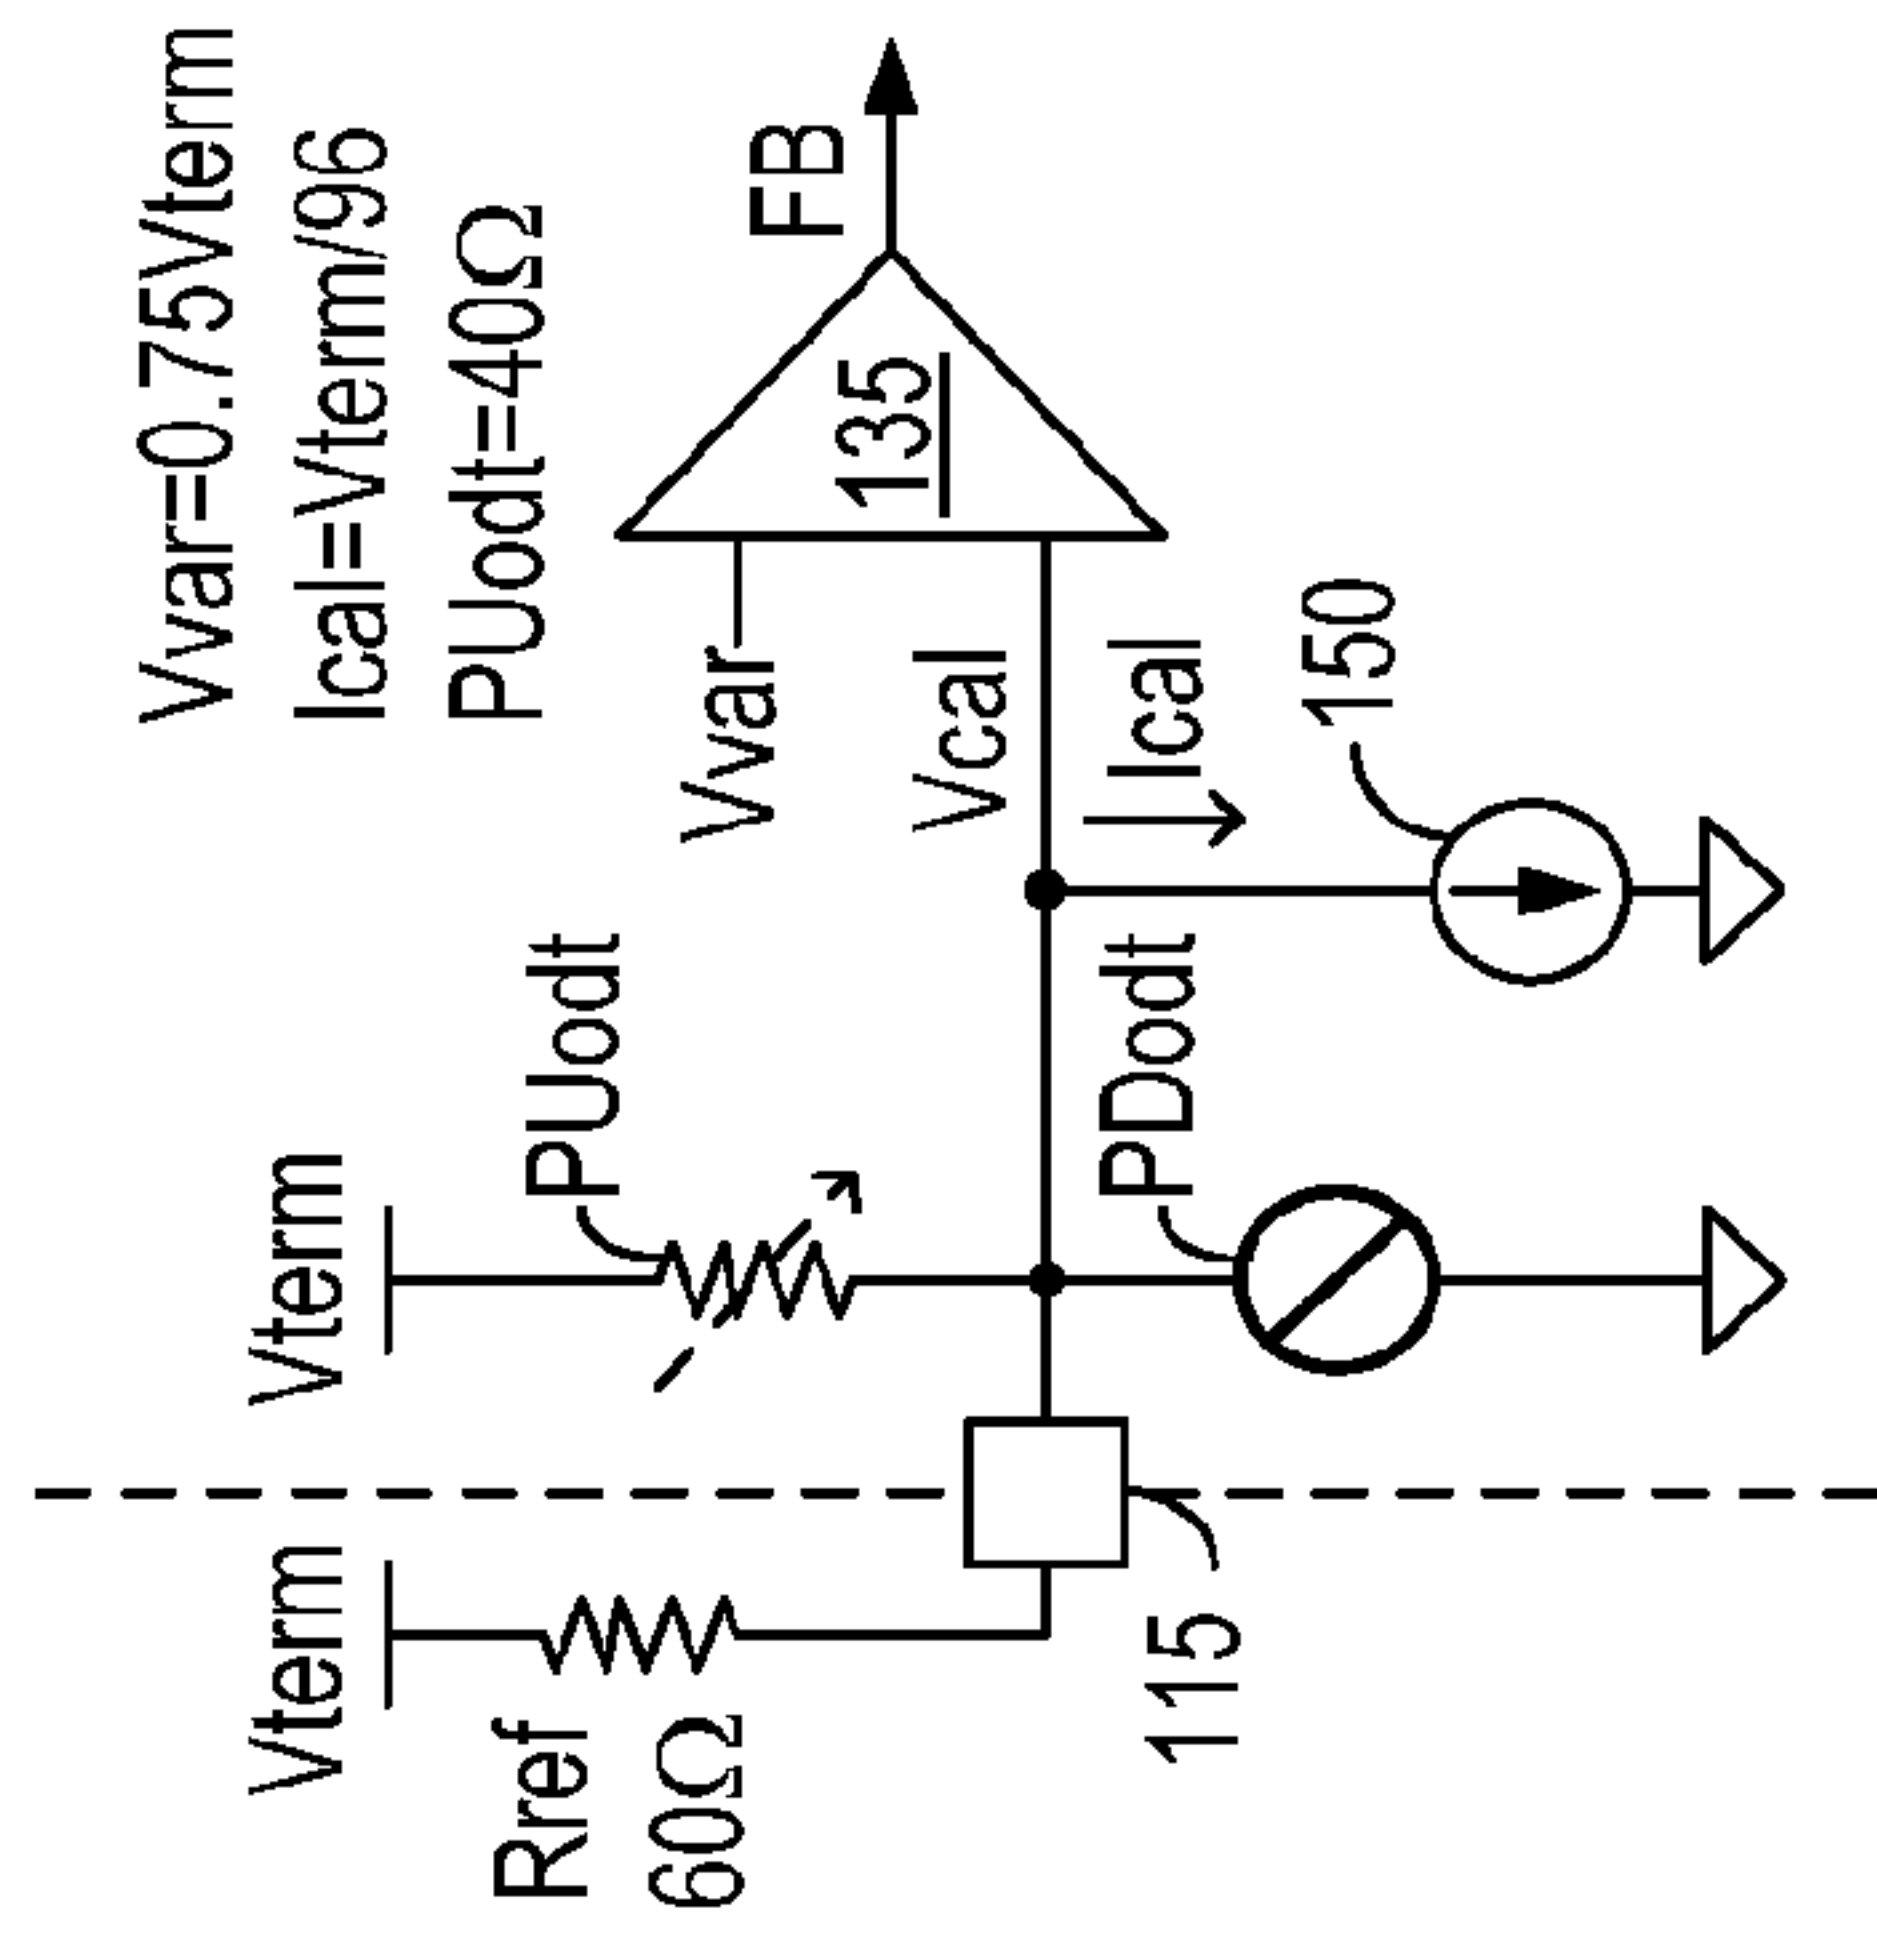 Vvar=0.75Vterm
Ical=Vterm/96
PUodt=40Ω
Vterm
Vterm
Rref
60Ω
PUodt
Vvar
FB
135
Vcal
115
PDodt
Ical
150